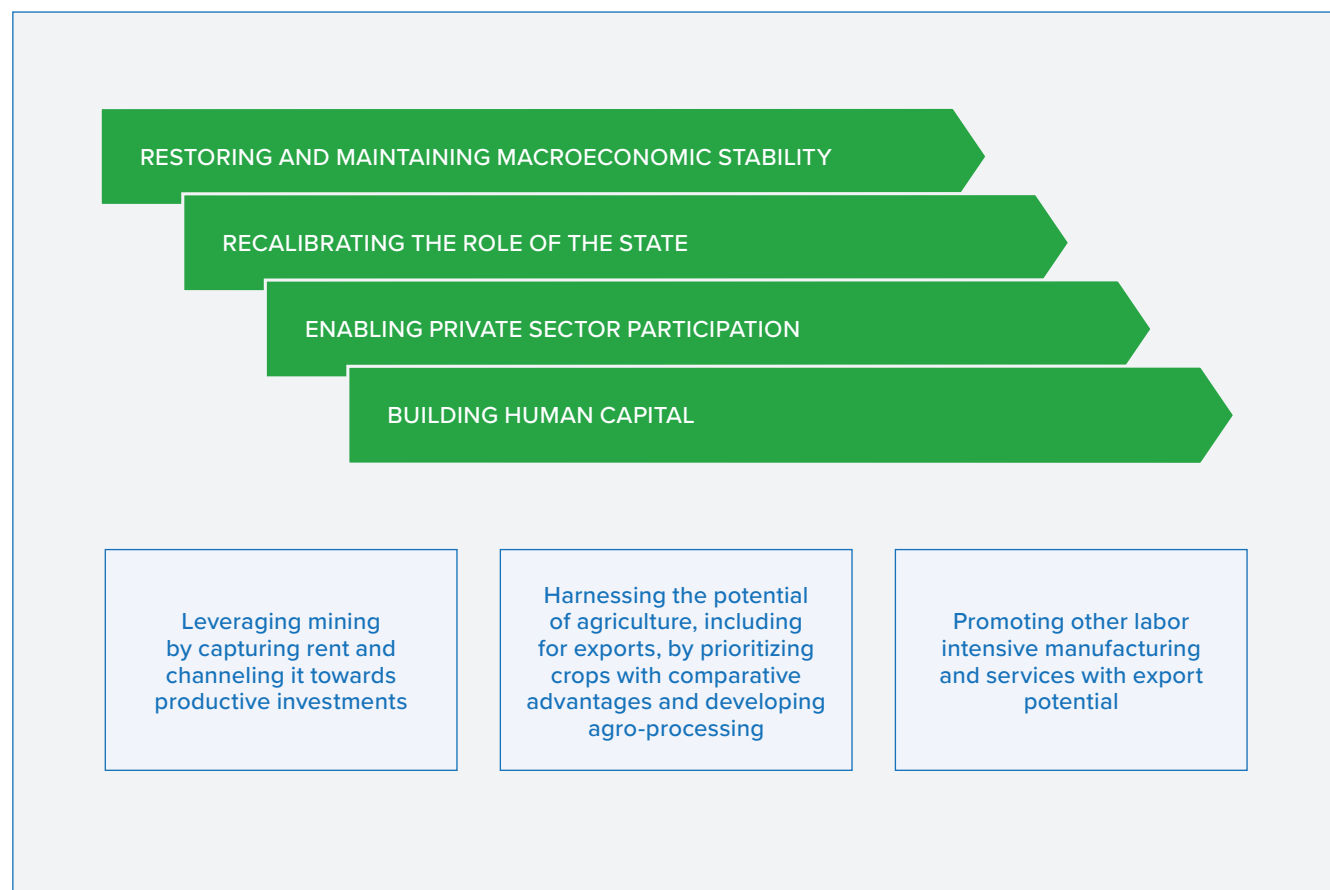 RESTORING AND MAINTAINING MACROECONOMIC STABILITY
RECALIBRATING THE ROLE OF THE STATE
ENABLING PRIVATE SECTOR PARTICIPATION
BUILDING HUMAN CAPITAL
Leveraging mining
by capturing rent and
channeling it towards
productive investments
Harnessing the potential
of agriculture, including
for exports, by prioritizing
crops with comparative
advantages and developing
agro-processing
Promoting other labor
intensive manufacturing
and services with export
potential